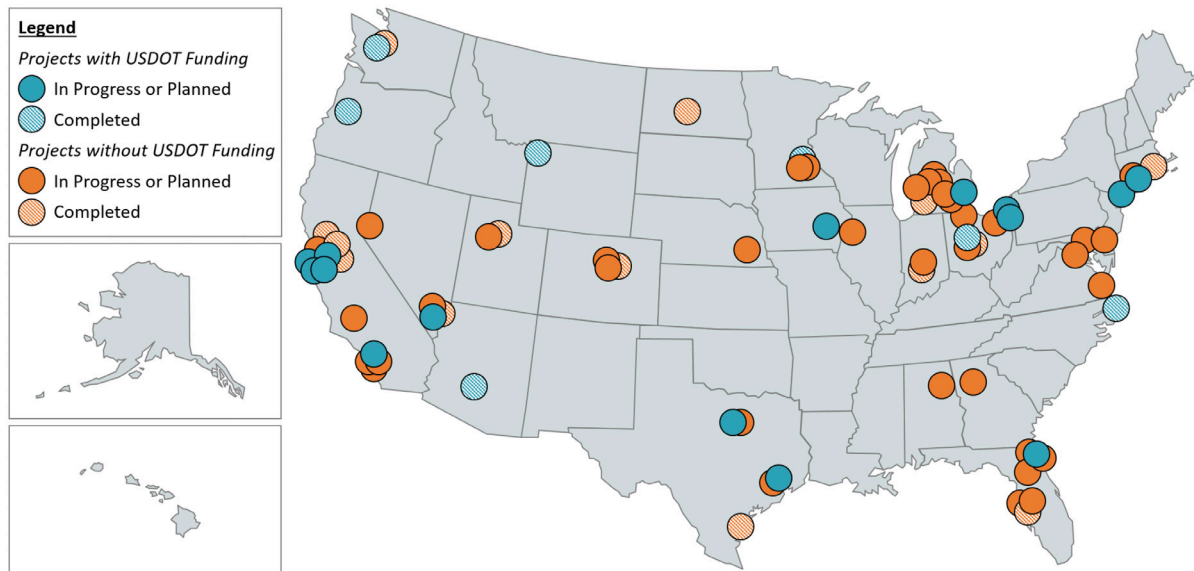 Legend
Projects with USDOT Funding
In Progress or Planned
Completed
Projects without USDOT Funding
In Progress or Planned
Completed